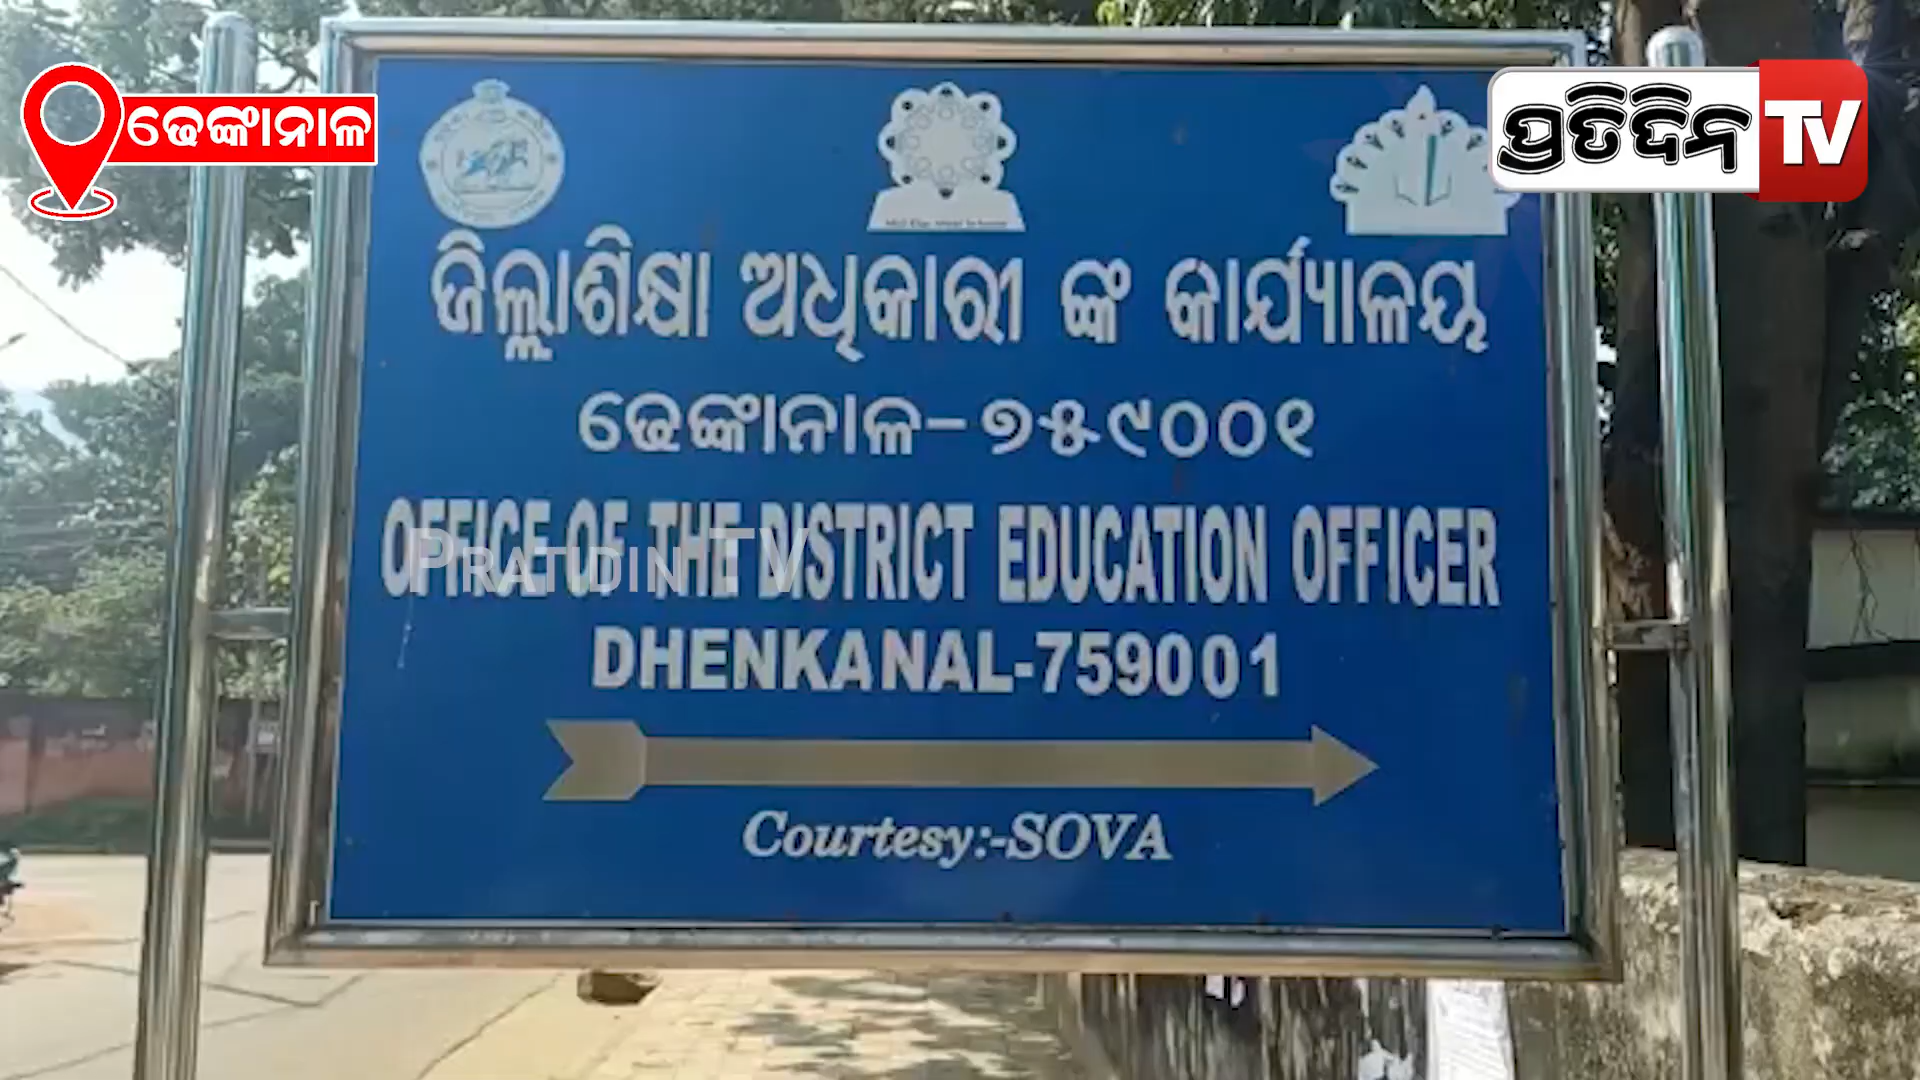 ଢେଙ୍କାନାଳ
ପ୍ରତିଦିନ TV
ଜିଲ୍ଲାଶିକ୍ଷା ଅଧିକାରୀ ଙ୍କ କାର୍ଯ୍ୟାଳୟ
ଢେଙ୍କାନାଳ-୭୫୯୦୦୧
OFFICE OF THE DISTRICT EDUCATION OFFICER
PRATIDIN TV
DHENKANAL-759001
Courtesy:-SOVA